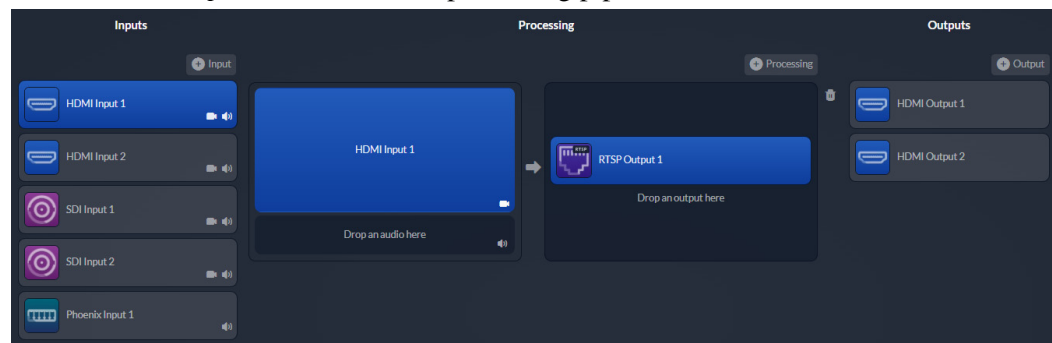 Inputs
Processing
Outputs
Input
Processing
Output
HDMI Input 1
HDMI Input 2
SDI Input 1
SDI Input 2
Phoenix Input 1
HDMI Input 1
Drop an audio here
RTSP
RTSP Output 1
Drop an output here
HDMI Output 1
HDMI Output 2